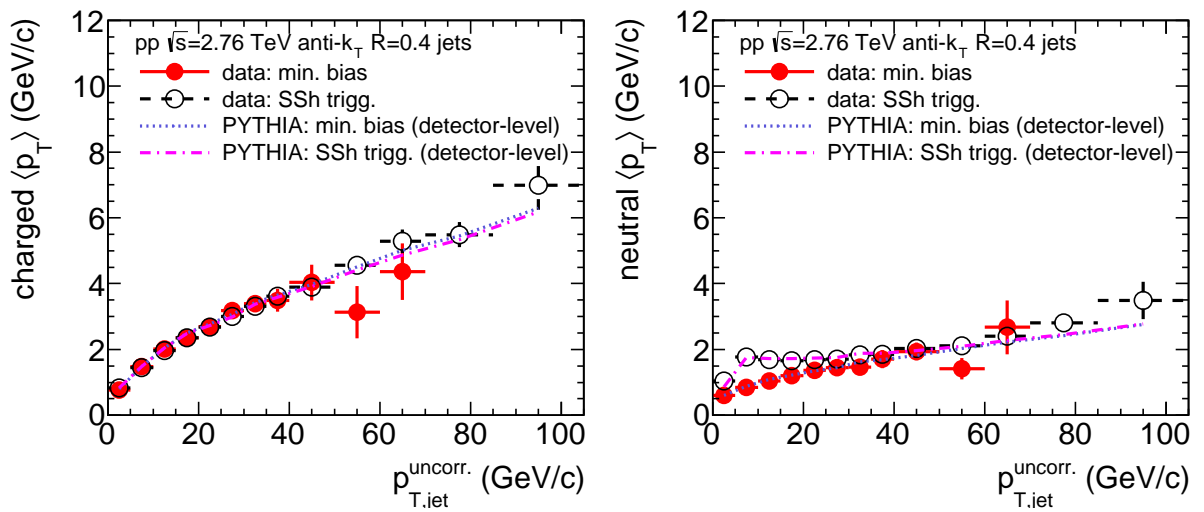 12
10
8
6
4
2
0
charged ⟨p_T⟩ (GeV/c)
pp √s=2.76 TeV anti-k_T R=0.4 jets
data: min. bias
data: SSh trigg.
PYTHIA: min. bias (detector-level)
PYTHIA: SSh trigg. (detector-level)
0 20 40 60 80 100
p_{T,jet}^{uncorr.} (GeV/c)
12
10
8
6
4
2
0
neutral ⟨p_T⟩ (GeV/c)
pp √s=2.76 TeV anti-k_T R=0.4 jets
data: min. bias
data: SSh trigg.
PYTHIA: min. bias (detector-level)
PYTHIA: SSh trigg. (detector-level)
0 20 40 60 80 100
p_{T,jet}^{uncorr.} (GeV/c)